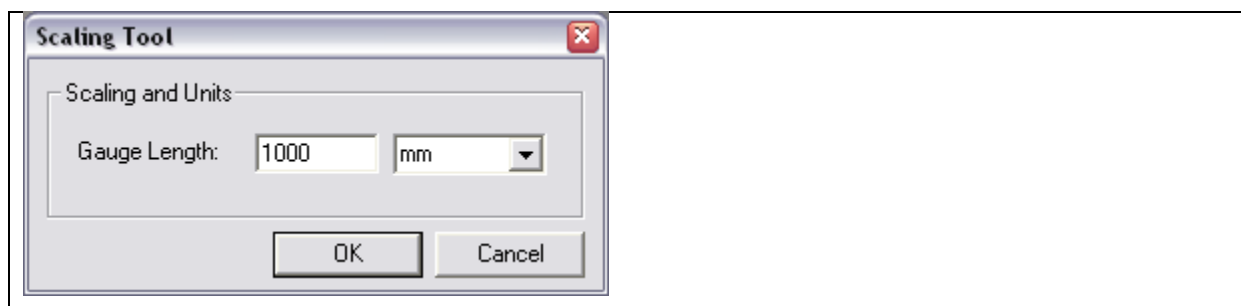 Scaling Tool
Scaling and Units
Gauge Length: 1000 mm
OK Cancel